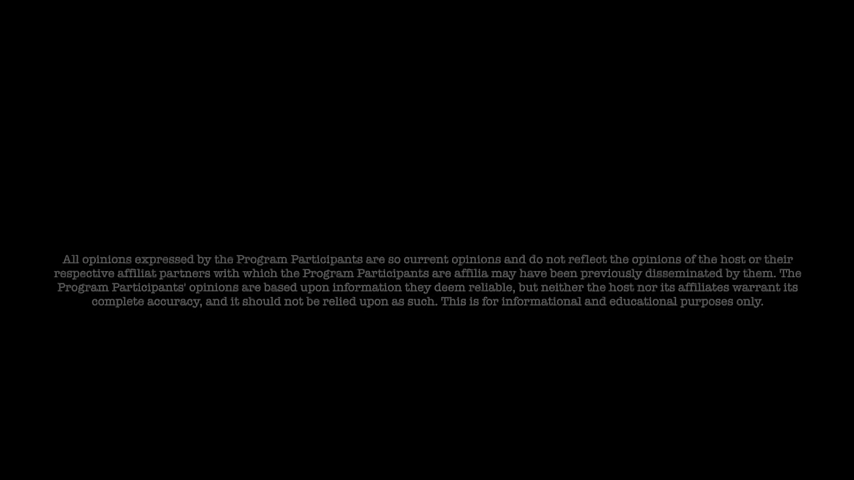 All opinions expressed by the Program Participants are so current opinions and do not reflect the opinions of the host or their
respective affiliat partners with which the Program Participants are affilia may have been previously disseminated by them. The
Program Participants' opinions are based upon information they deem reliable, but neither the host nor its affiliates warrant its
complete accuracy, and it should not be relied upon as such. This is for informational and educational purposes only.